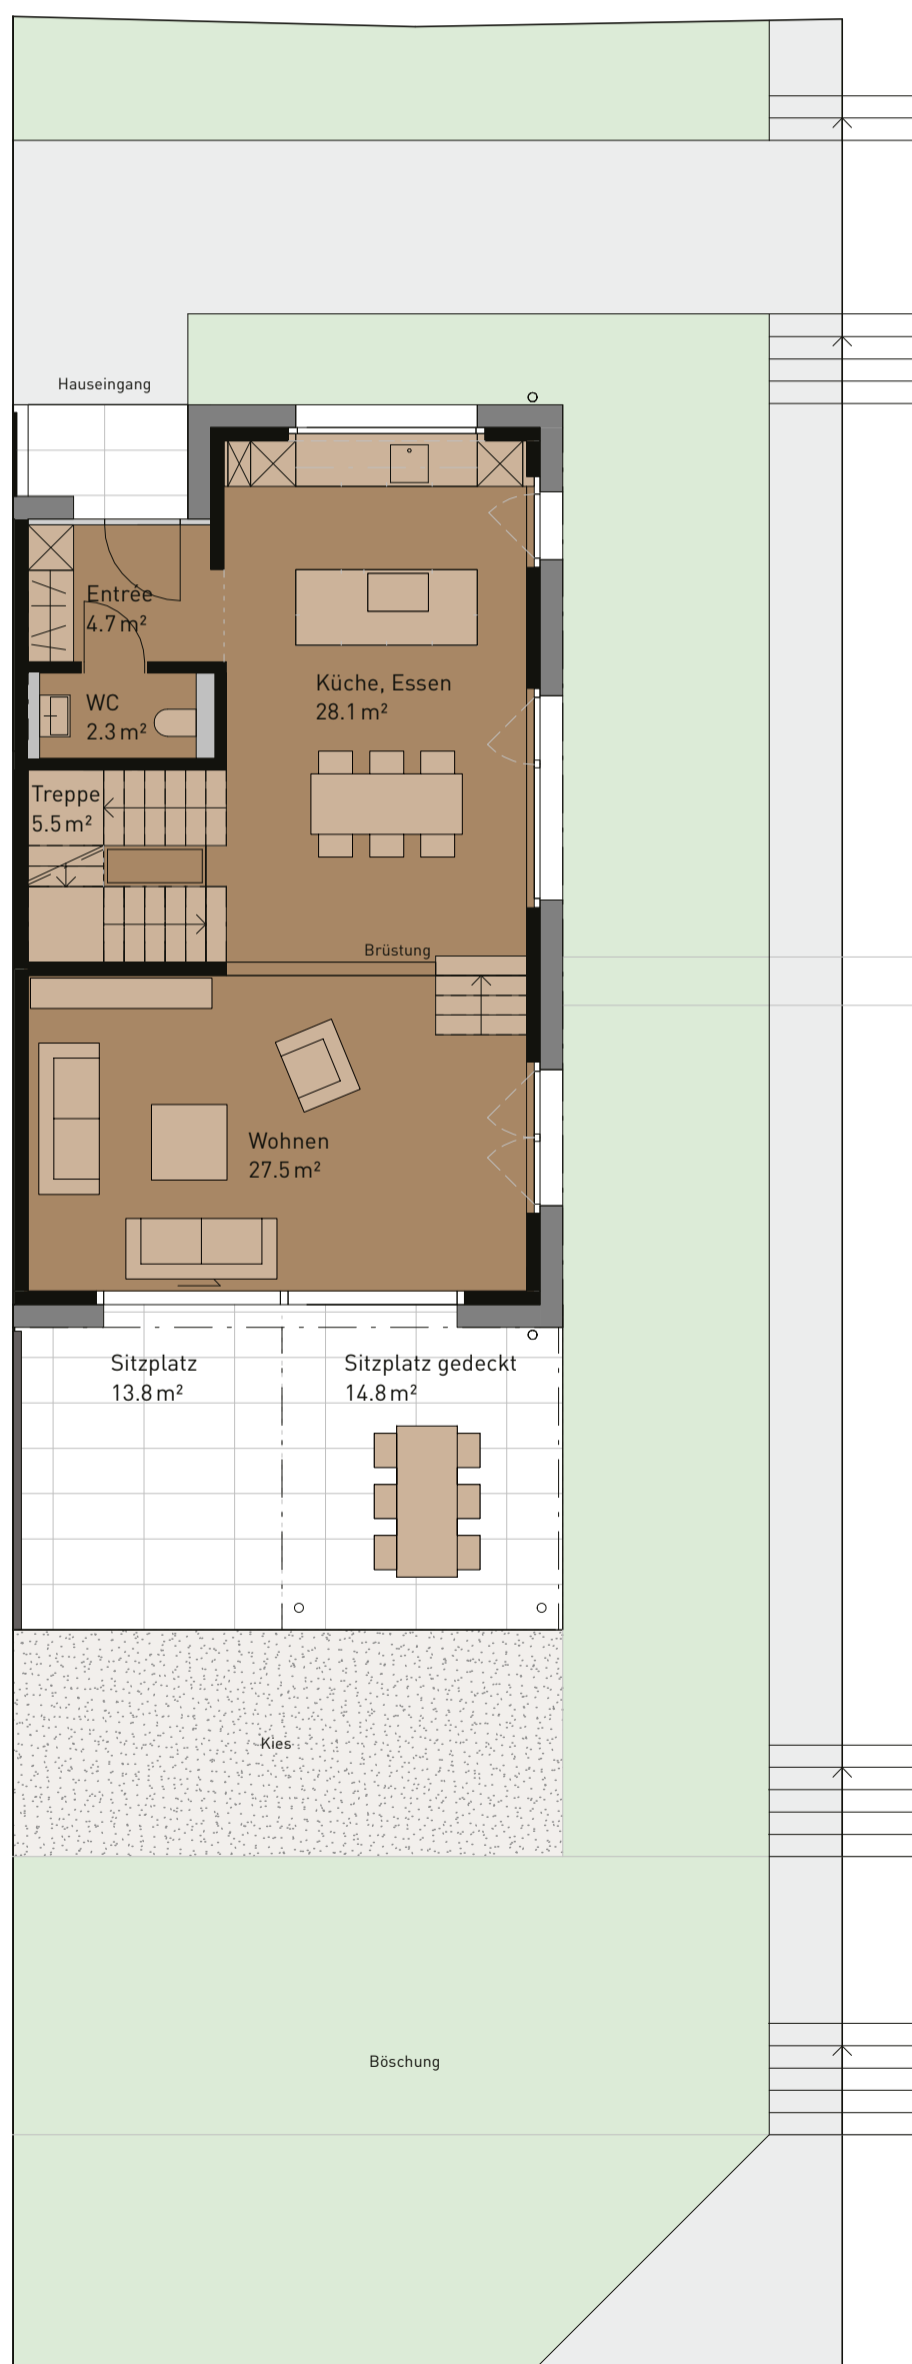 Hauseingang
Entrée
4.7 m²
Küche, Essen
28.1 m²
WC
2.3 m²
Treppe
5.5 m²
Brüstung
Wohnen
27.5 m²
Sitzplatz
13.8 m²
Sitzplatz gedeckt
14.8 m²
Kies
Böschung